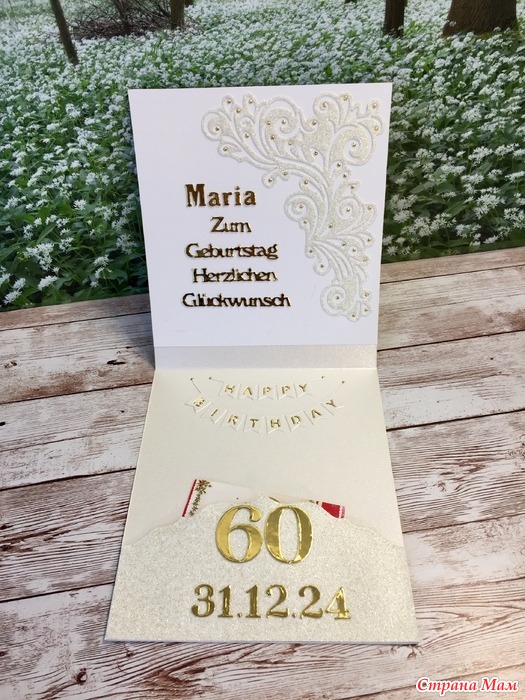 Maria
Zum
Geburtstag
Herzlichen
Glückwunsch
HAPPY
BIRTHDAY
60
31.12.24
Страна Мам